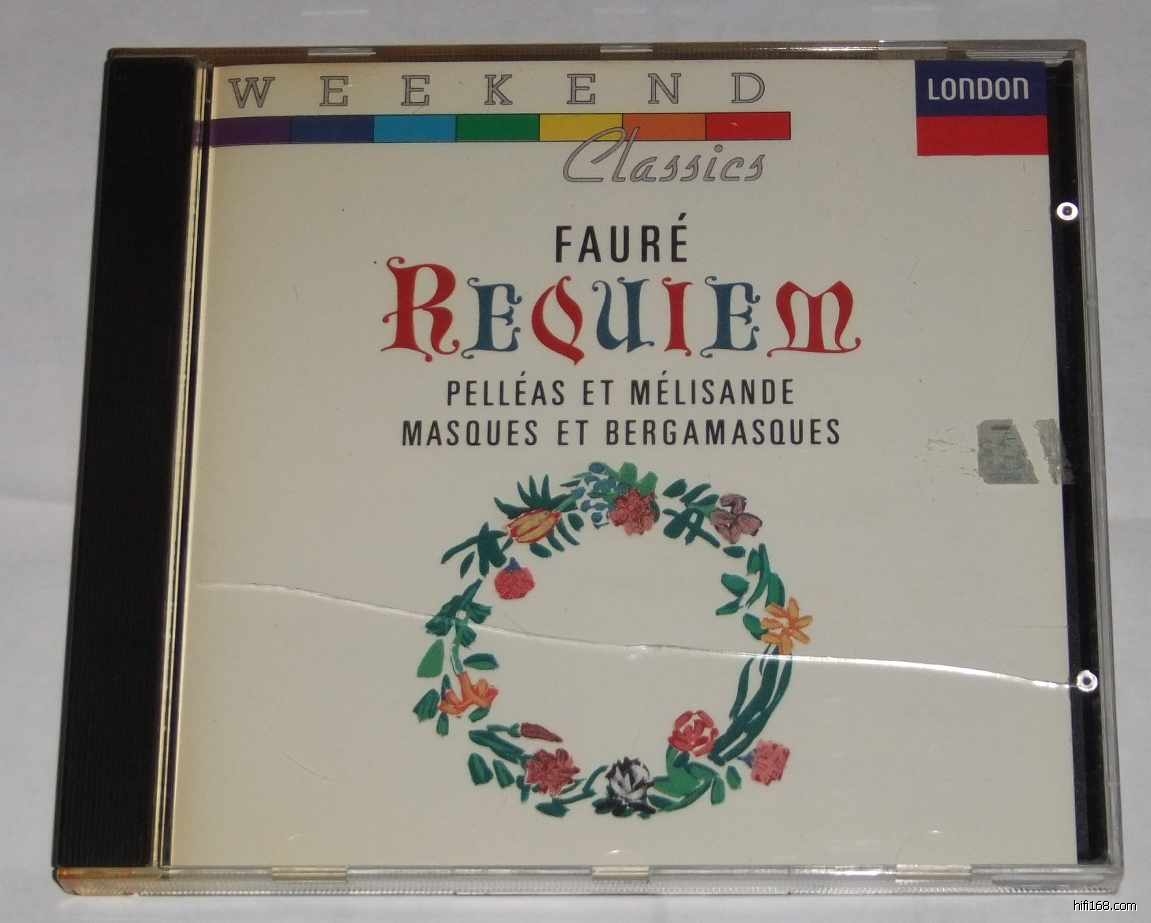 WEEKEND
Classics
LONDON
FAURÉ
REQUIEM
PELLÉAS ET MÉLISANDE
MASQUES ET BERGAMASQUES
hifi168.com